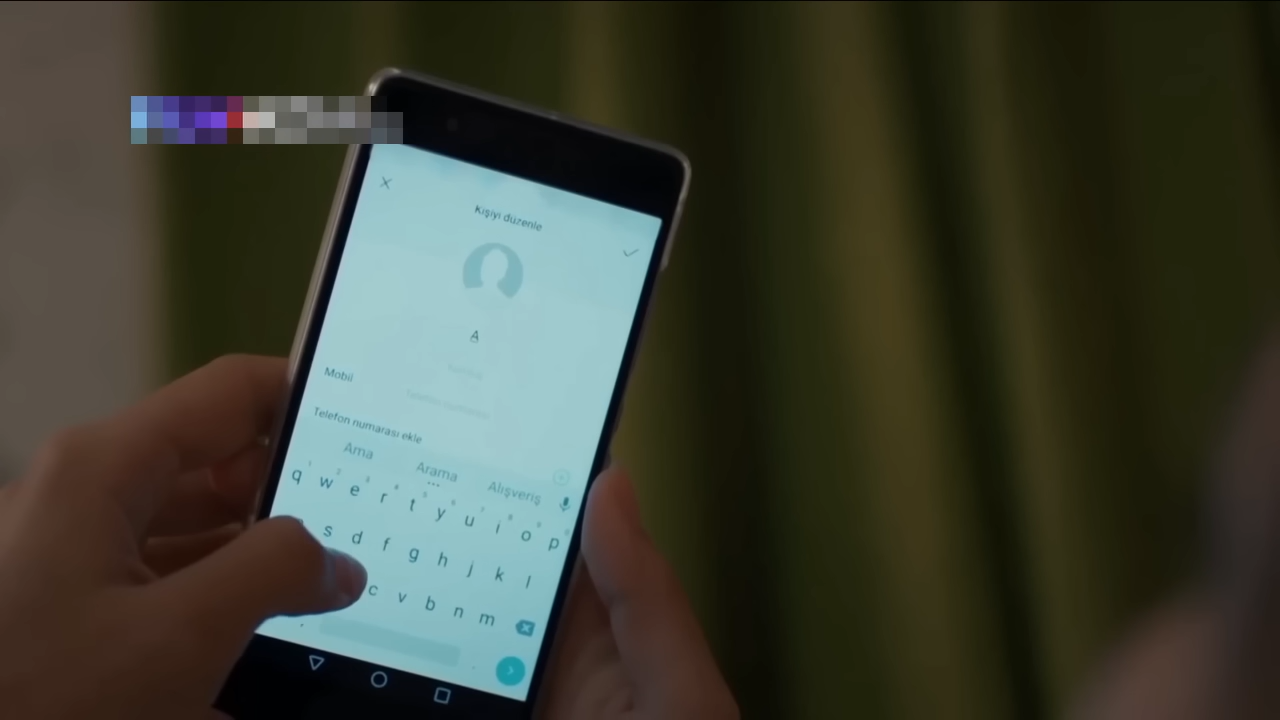 Kişiyi düzenle
A
Mobil
Telefon numarası ekle
Ama Arama Alışveriş
q w e r t y u i o p
s d f g h j k l
c v b n m